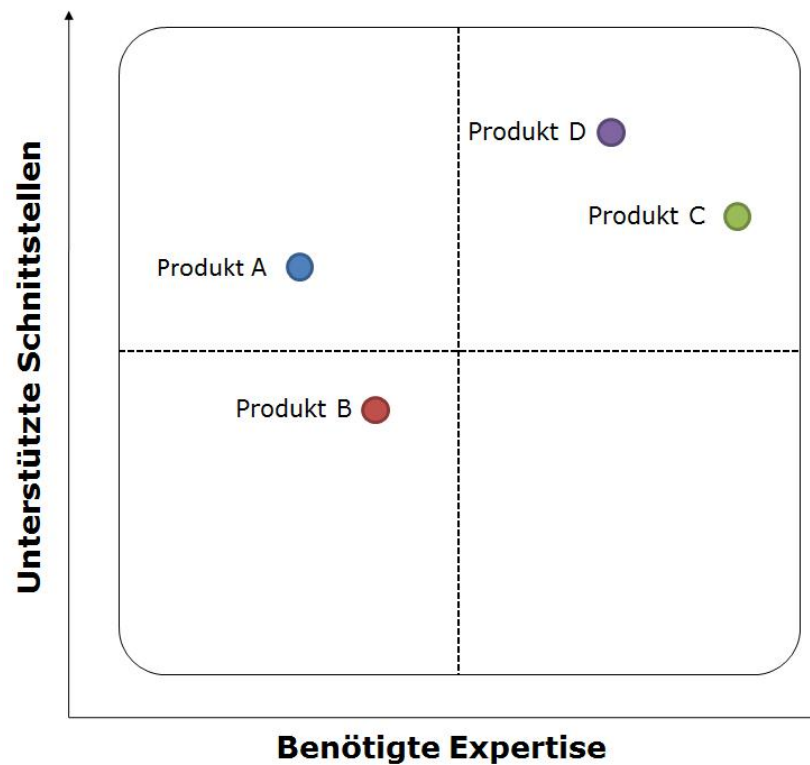 Produkt D
Produkt C
Produkt A
Produkt B
Unterstützte Schnittstellen
Benötigte Expertise